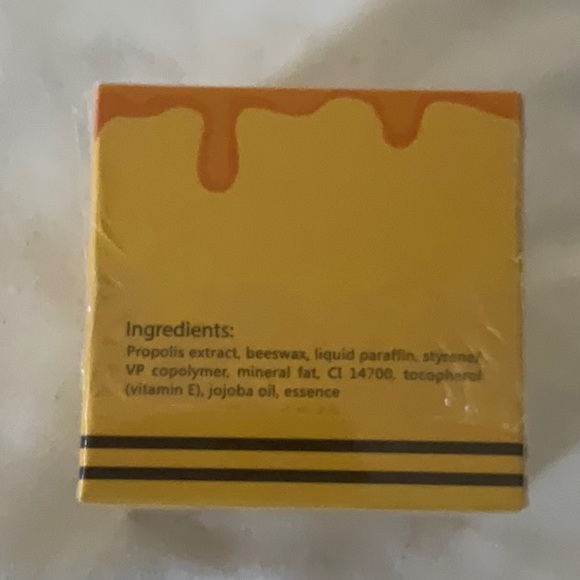 Ingredients:
Propolis extract, beeswax, liquid paraffin, styrene/
VP copolymer, mineral fat, CI 14700, tocopherol
(vitamin E), jojoba oil, essence